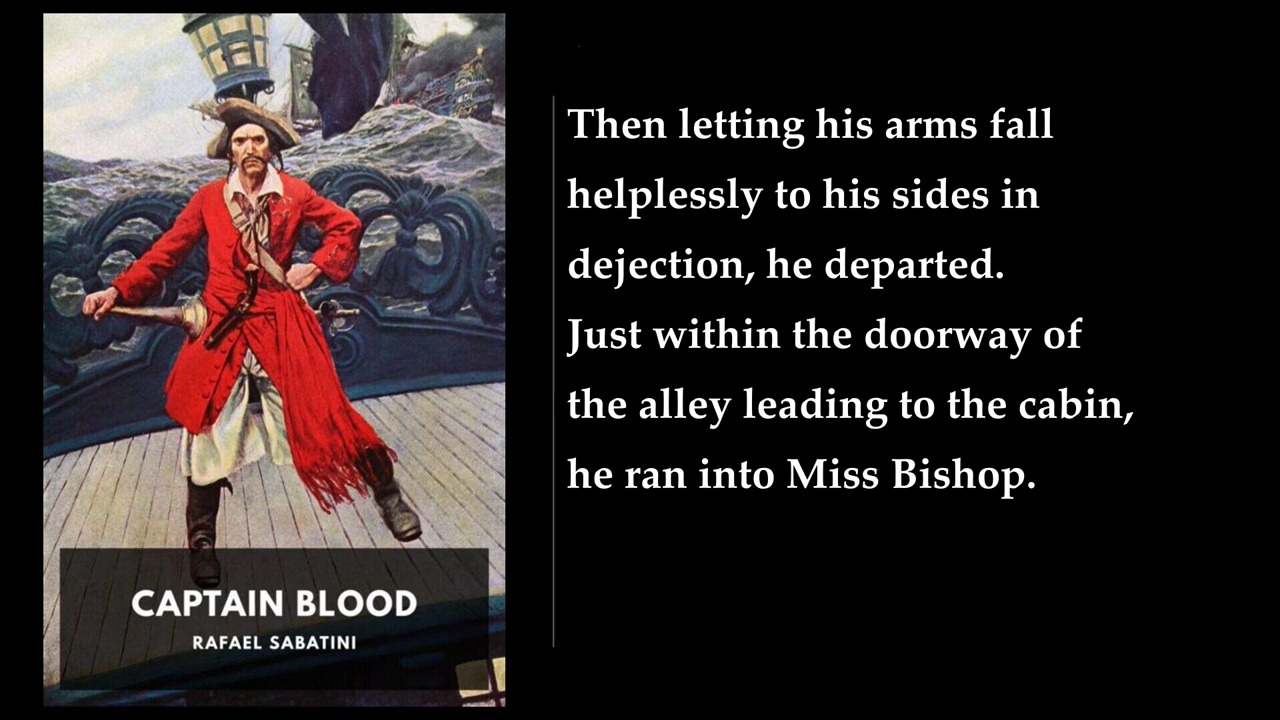 CAPTAIN BLOOD
RAFAEL SABATINI
Then letting his arms fall
helplessly to his sides in
dejection, he departed.
Just within the doorway of
the alley leading to the cabin,
he ran into Miss Bishop.